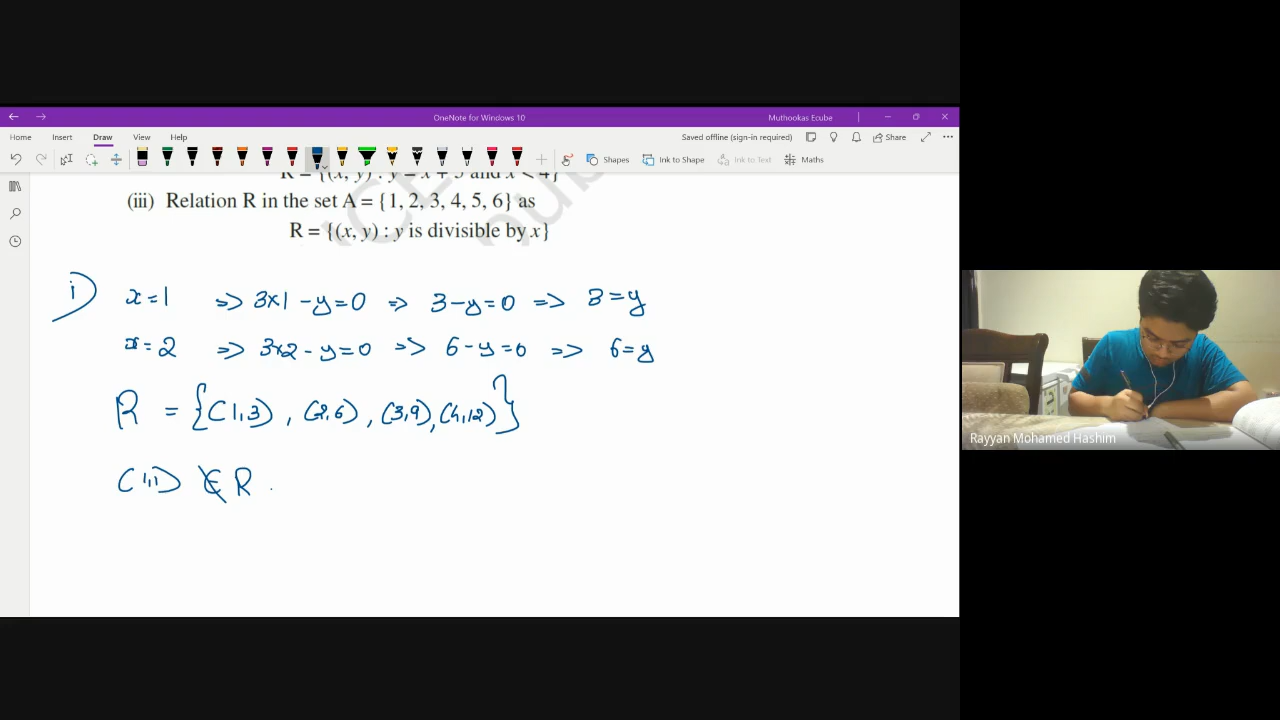 OneNote for Windows 10
Muthookas Ecube
Home Insert Draw View Help
Saved offline (sign-in required)
Share
Shapes
Ink to Shape
Ink to Text
Maths
R = {(x, y) : y = x + 5 and x < 4}
(iii) Relation R in the set A = {1, 2, 3, 4, 5, 6} as
R = {(x, y) : y is divisible by x}
i) x=1 => 3×1 - y = 0 => 3 - y = 0 => 3 = y
x=2 => 3×2 - y = 0 => 6 - y = 0 => 6 = y
R = {(1,3), (2,6), (3,9), (4,12)}
(1,1) ∉ R
Rayyan Mohamed Hashim